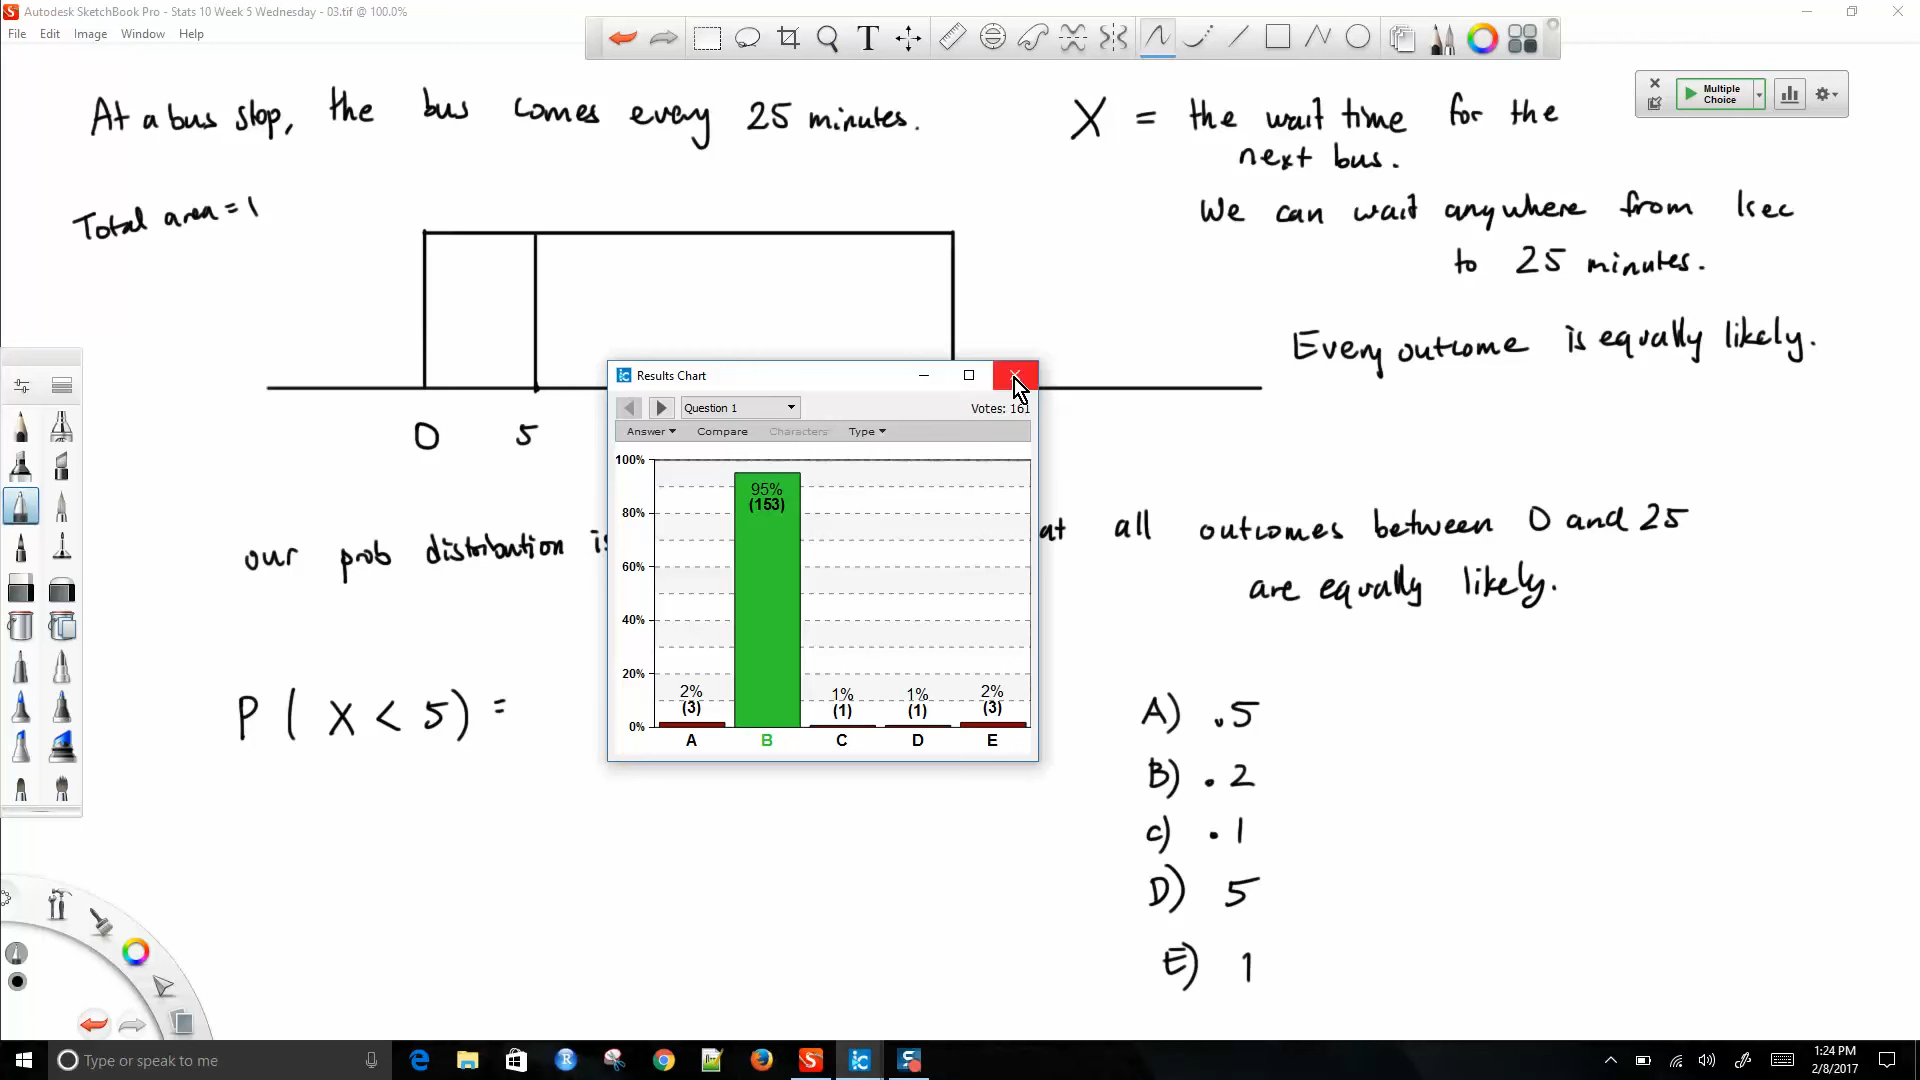 Autodesk SketchBook Pro - Stats 10 Week 5 Wednesday - 03.tif @ 100.0%
File Edit Image Window Help
Multiple Choice
At a bus stop, the bus comes every 25 minutes.
X = the wait time for the
next bus.
Total area = 1
We can wait anywhere from 1sec
to 25 minutes.
Every outcome is equally likely.
0 5
Results Chart
Question 1
Votes: 161
Answer Compare Characters Type
100%
80%
60%
40%
20%
0%
95%
(153)
2%
(3)
1%
(1)
1%
(1)
2%
(3)
A B C D E
our prob distribution is
at all outcomes between 0 and 25
are equally likely.
P ( X < 5 ) =
A) .5
B) .2
C) .1
D) 5
E) 1
Type or speak to me
1:24 PM
2/8/2017